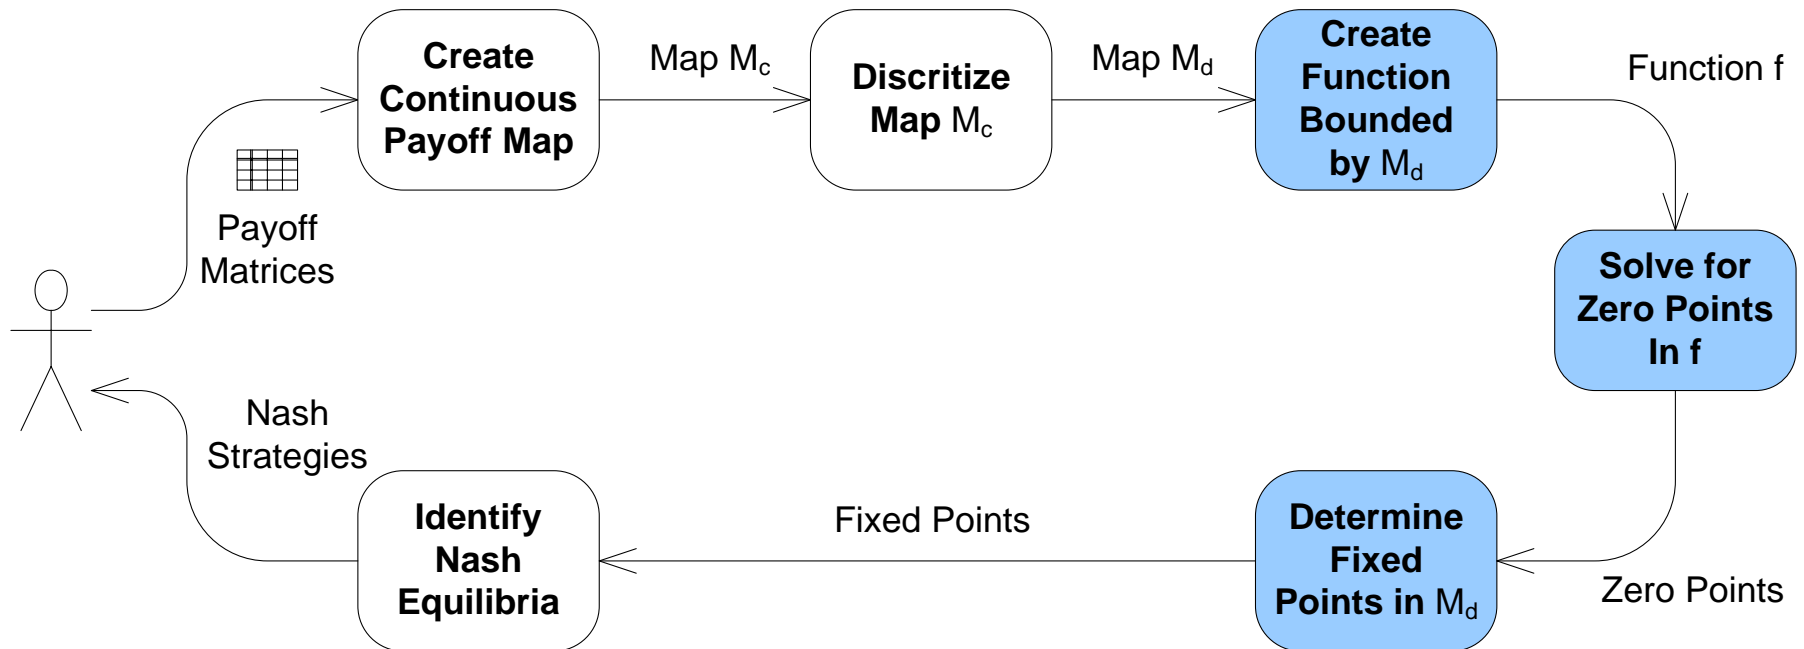 Create
Continuous
Payoff Map
Map Mc
Discritize
Map Mc
Map Md
Create
Function
Bounded
by Md
Function f
Payoff
Matrices
Solve for
Zero Points
In f
Nash
Strategies
Identify
Nash
Equilibria
Fixed Points
Determine
Fixed
Points in Md
Zero Points